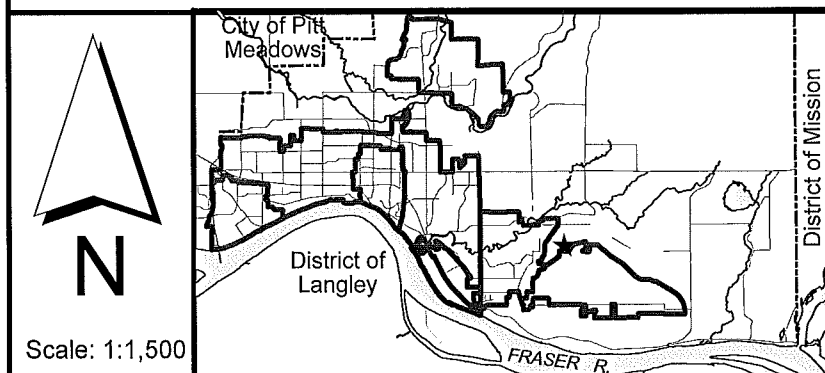 N
Scale: 1:1,500
City of Pitt
Meadows
District of
Langley
District of Mission
FRASER R.